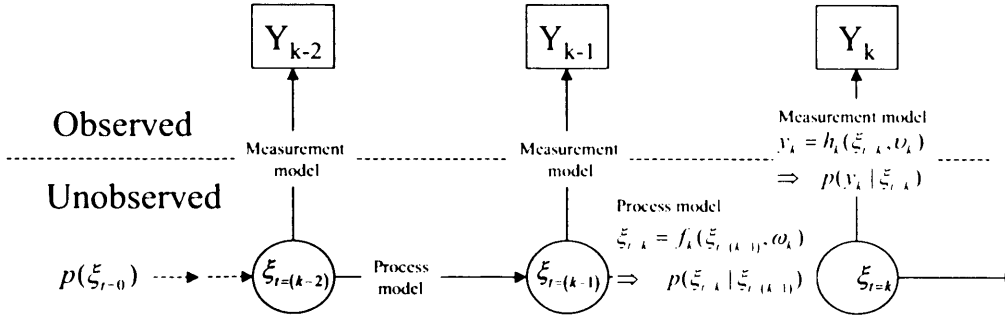 Y_{k-2} Y_{k-1} Y_k
Observed
Measurement model
Measurement model
Measurement model
y_k = h_k(ξ_{t=k}, υ_k)
⇒ p(y_k | ξ_{t=k})
Unobserved
Process model
ξ_{t=k} = f_k(ξ_{t=(k-1)}, ω_k)
⇒ p(ξ_{t=k} | ξ_{t=(k-1)})
p(ξ_{t=0})
ξ_{t=(k-2)}
Process
model
ξ_{t=(k-1)}
ξ_{t=k}